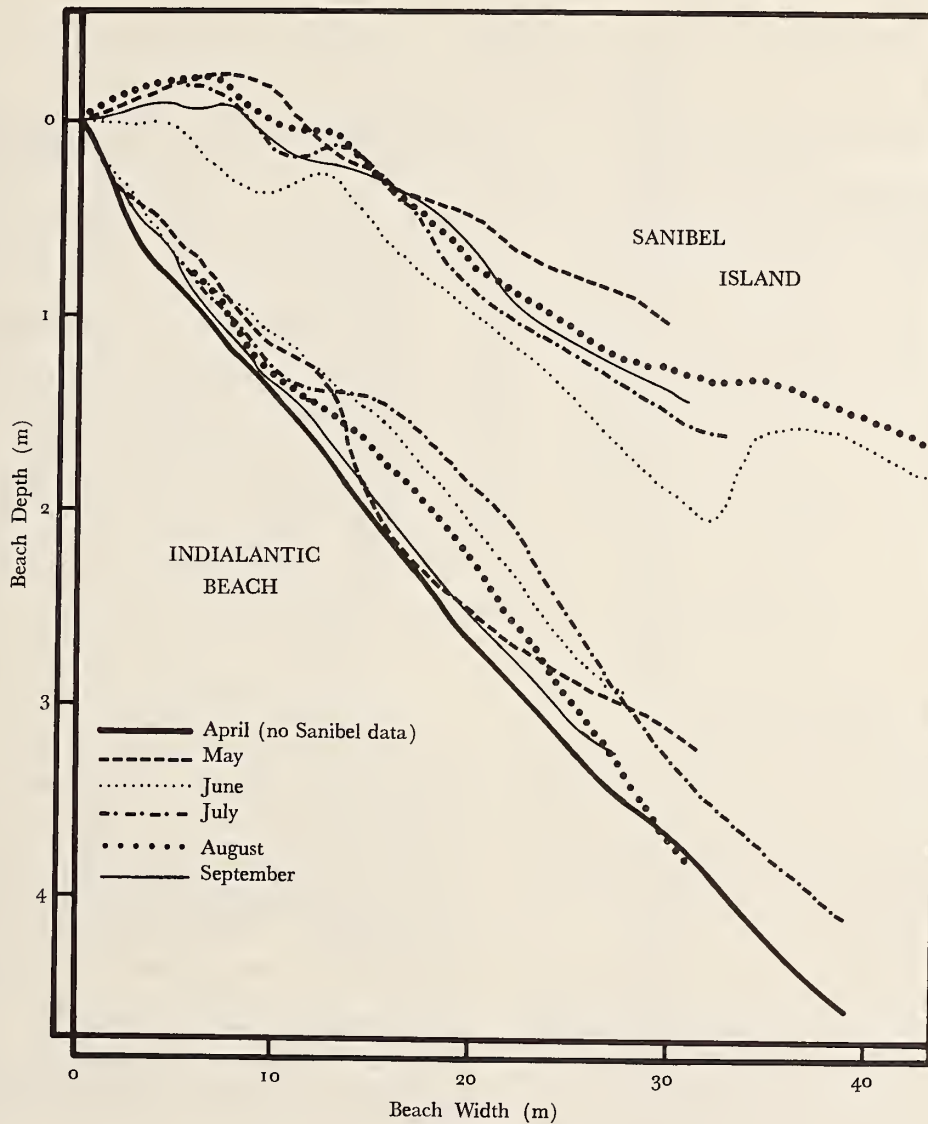 0
SANIBEL
ISLAND
1
Beach Depth (m)
2
INDIALANTIC
BEACH
3
April (no Sanibel data)
May
June
July
August
September
4
0 10 20 30 40
Beach Width (m)